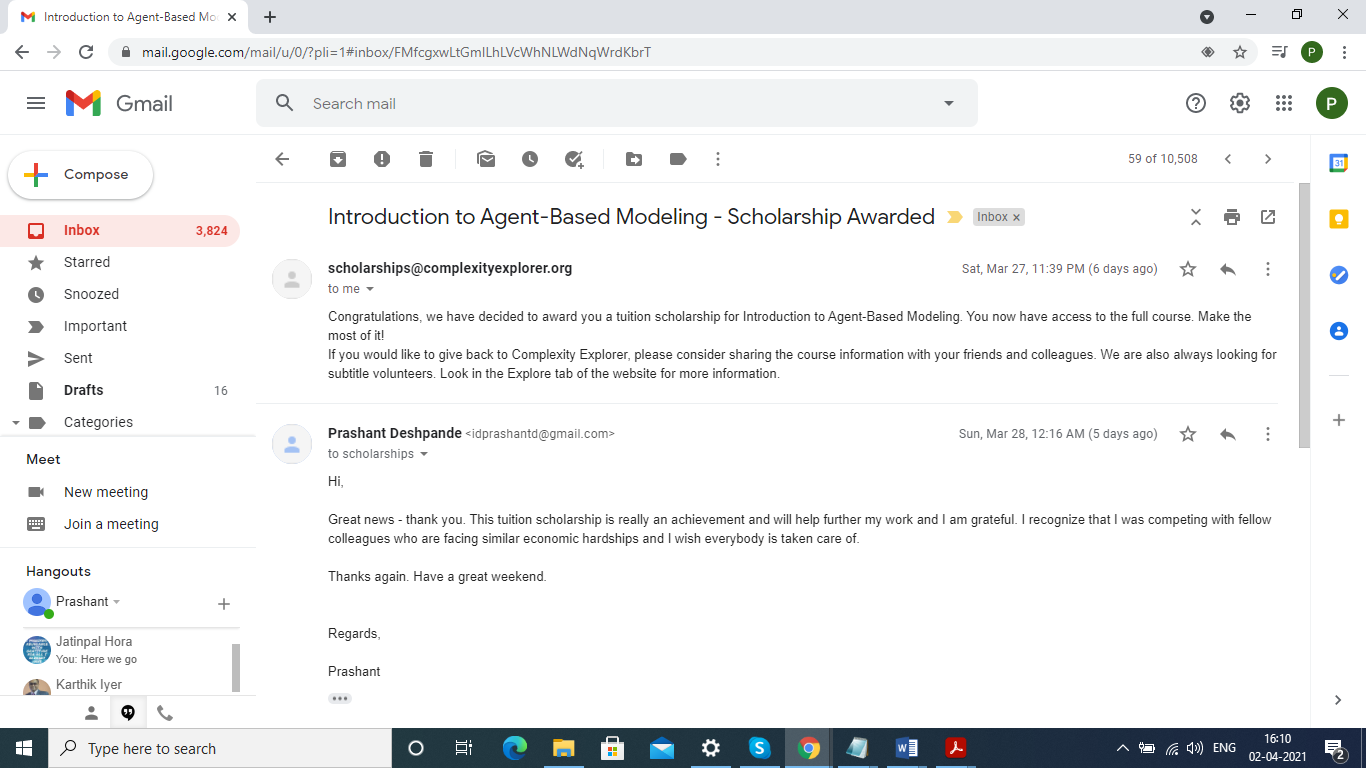 Introduction to Agent-Based Mo
mail.google.com/mail/u/0/?pli=1#inbox/FMfcgxwLtGmILhLVcWhNLWdNqWrdKbrT
P
Gmail
Search mail
P
Compose
59 of 10,508
31
Inbox 3,824
Starred
Snoozed
Important
Sent
Drafts 16
Categories
Meet
New meeting
Join a meeting
Hangouts
Prashant
Jatinpal Hora
You: Here we go
Karthik Iyer
Introduction to Agent-Based Modeling - Scholarship Awarded Inbox x
scholarships@complexityexplorer.org Sat, Mar 27, 11:39 PM (6 days ago)
to me
Congratulations, we have decided to award you a tuition scholarship for Introduction to Agent-Based Modeling. You now have access to the full course. Make the
most of it!
If you would like to give back to Complexity Explorer, please consider sharing the course information with your friends and colleagues. We are also always looking for
subtitle volunteers. Look in the Explore tab of the website for more information.
Prashant Deshpande <idprashantd@gmail.com> Sun, Mar 28, 12:16 AM (5 days ago)
to scholarships
Hi,
Great news - thank you. This tuition scholarship is really an achievement and will help further my work and I am grateful. I recognize that I was competing with fellow
colleagues who are facing similar economic hardships and I wish everybody is taken care of.
Thanks again. Have a great weekend.
Regards,
Prashant
Type here to search
ENG
16:10
02-04-2021
2